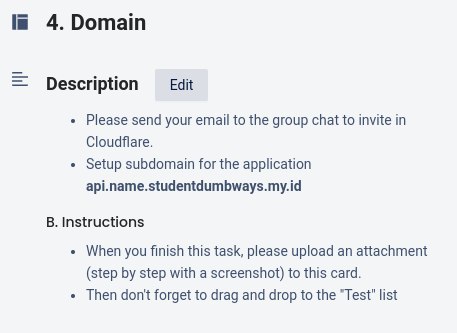 4. Domain
Description
Edit
• Please send your email to the group chat to invite in
Cloudflare.
• Setup subdomain for the application
api.name.studentdumbways.my.id
B. Instructions
• When you finish this task, please upload an attachment
(step by step with a screenshot) to this card.
• Then don't forget to drag and drop to the "Test" list